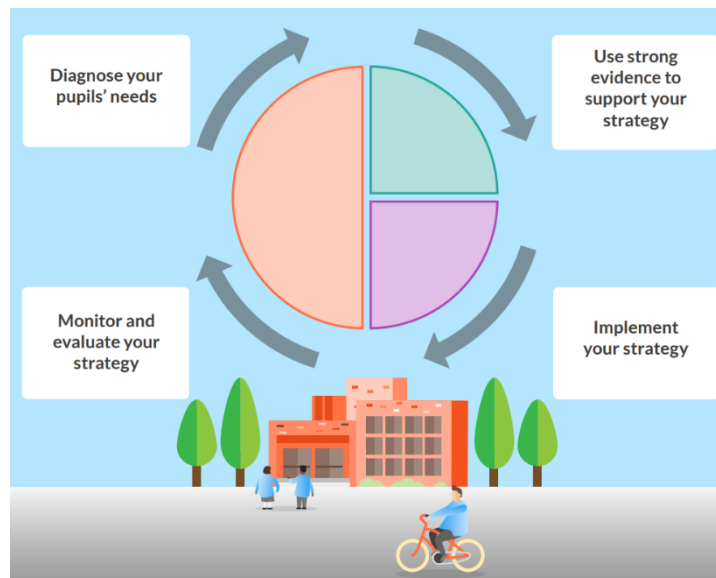 Diagnose your
pupils' needs
Use strong
evidence to
support your
strategy
Monitor and
evaluate your
strategy
Implement
your strategy